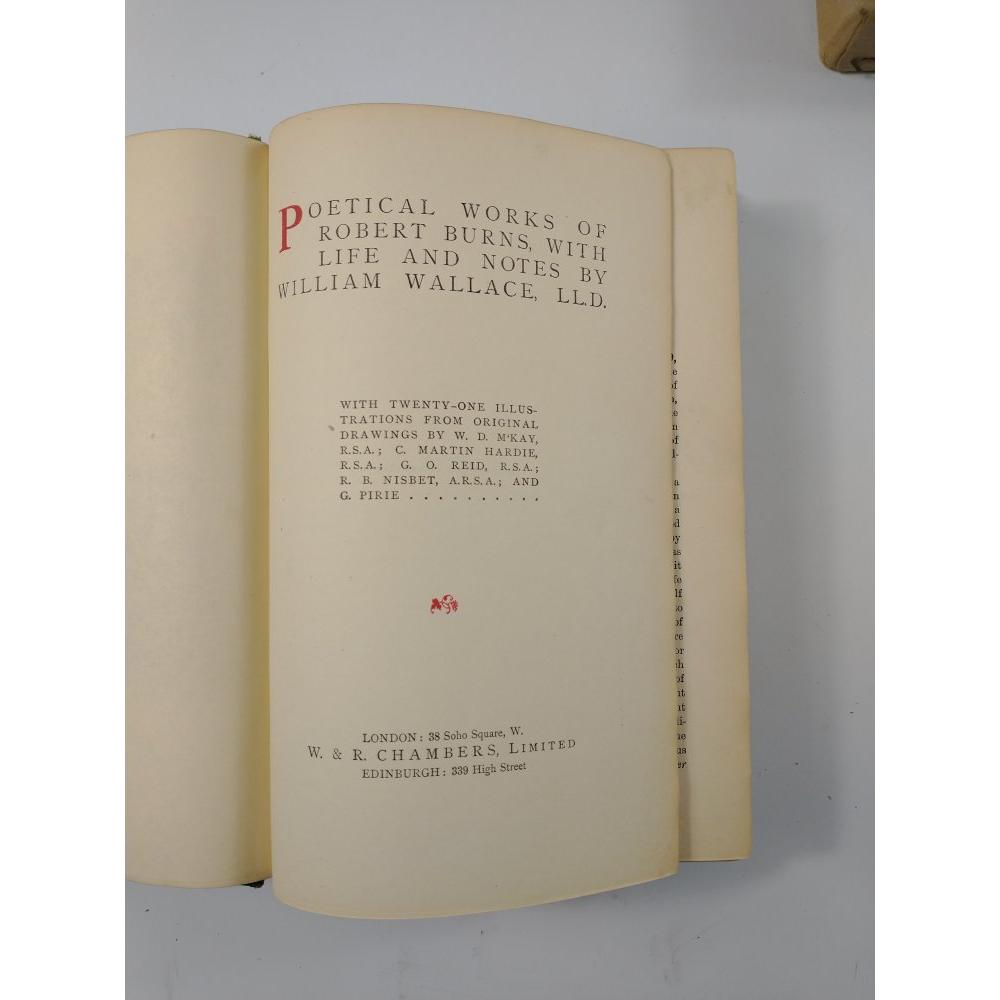 POETICAL WORKS OF
ROBERT BURNS, WITH
LIFE AND NOTES BY
WILLIAM WALLACE, LL.D.
WITH TWENTY-ONE ILLUS-
TRATIONS FROM ORIGINAL
DRAWINGS BY W. D. M'KAY,
R.S.A.; C. MARTIN HARDIE,
R.S.A.; G. O. REID, R.S.A.;
R. B. NISBET, A.R.S.A.; AND
G. PIRIE . . . . . . . . . .
LONDON: 38 Soho Square, W.
W. & R. CHAMBERS, LIMITED
EDINBURGH: 339 High Street